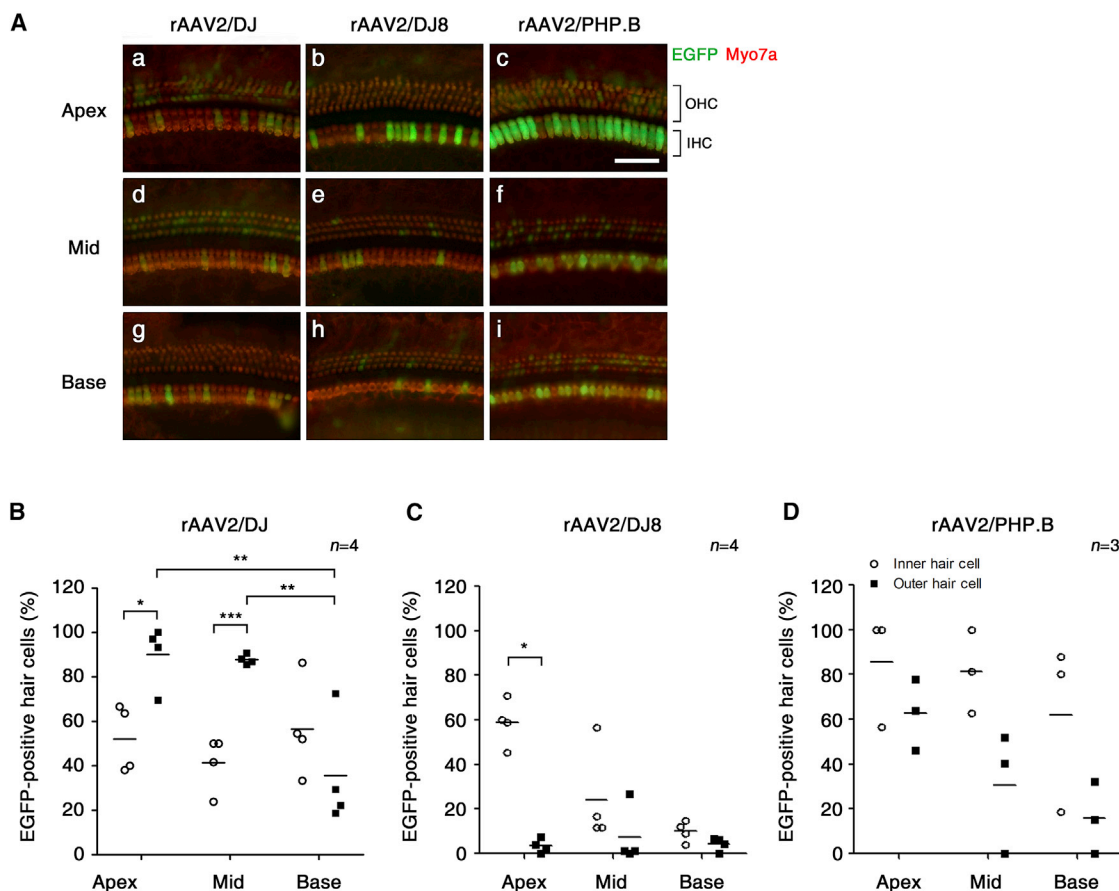 A
rAAV2/DJ rAAV2/DJ8 rAAV2/PHP.B
EGFP Myo7a
Apex a b c OHC
IHC
Mid d e f
Base g h i
B
rAAV2/DJ
n=4
EGFP-positive hair cells (%)
**
**
*
***
120
100
80
60
40
20
0
Apex Mid Base
C
rAAV2/DJ8
n=4
EGFP-positive hair cells (%)
*
120
100
80
60
40
20
0
Apex Mid Base
D
rAAV2/PHP.B
n=3
Inner hair cell
Outer hair cell
EGFP-positive hair cells (%)
120
100
80
60
40
20
0
Apex Mid Base